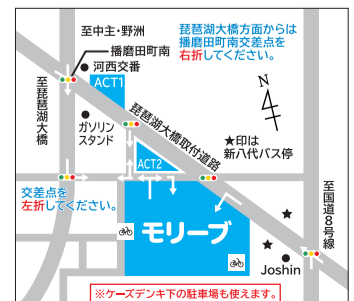 至中主・野洲
播磨田町南
河西交番
ACT1
琵琶湖大橋方面からは
播磨田町南交差点を
右折してください。
N
至琵琶湖大橋
ガソリン
スタンド
琵琶湖大橋取付道路
★印は
新八代バス停
ACT2
交差点を
左折してください。
至国道8号線
モリーブ
Joshin
※ケーズデンキ下の駐車場も使えます。